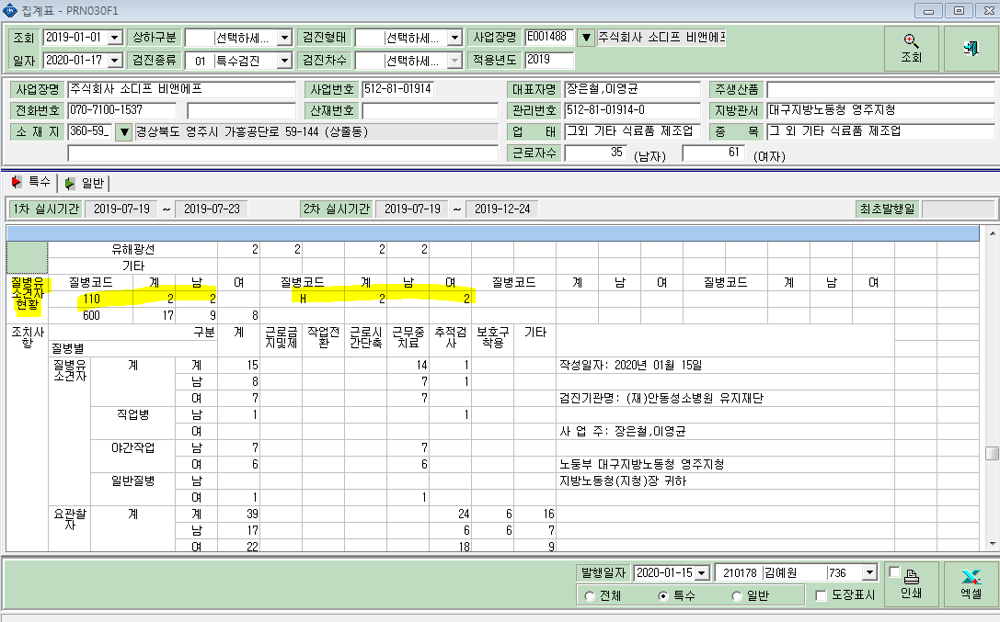 집계표 - PRN030F1
조회 2019-01-01 상하구분 선택하세... 검진형태 선택하세... 사업장명 E001488 주식회사 소디프 비앤에프
일자 2020-01-17 검진종류 01 특수검진 검진차수 선택하세... 적용년도 2019
조회
사업장명 주식회사 소디프 비앤에프 사업번호 512-81-01914 대표자명 장은철,이영균 주생산품
전화번호 070-7100-1537 산재번호 관리번호 512-81-01914-0 지방관서 대구지방노동청 영주지청
소 재 지 360-59_ 경상북도 영주시 가흥공단로 59-144 (상줄동) 업 태 그외 기타 식료품 제조업 종 목 그 외 기타 식료품 제조업
근로자수 35 (남자) 61 (여자)
특수 일반
1차 실시기간 2019-07-19 ~ 2019-07-23 2차 실시기간 2019-07-19 ~ 2019-12-24 최초발행일
유해광선 2 2 2 2
기타
질병유소견자현황 질병코드 계 남 여 질병코드 계 남 여 질병코드 계 남 여 질병코드 계 남 여
110 2 2 H 2 2
600 17 9 8
조치사항 구분 계 근로금지및제 작업전환 근로시간단축 근무중치료 추적검사 보호구착용 기타
질병별
질병유소견자 계 계 15 14 1 작성일자: 2020년 01월 15일
남 8 7 1
여 7 7 검진기관명: (재)안동성소병원 유지재단
직업병 남 1 1
여 사 업 주: 장은철,이영균
야간작업 남 7 7
여 6 6 노동부 대구지방노동청 영주지청
일반질병 남 지방노동청(지청)장 귀하
여 1 1
요관찰자 계 계 39 24 6 16
남 17 6 6 7
여 22 18 9
발행일자 2020-01-15 210178 김예원 736 인쇄 엑셀
전체 특수 일반 도장표시